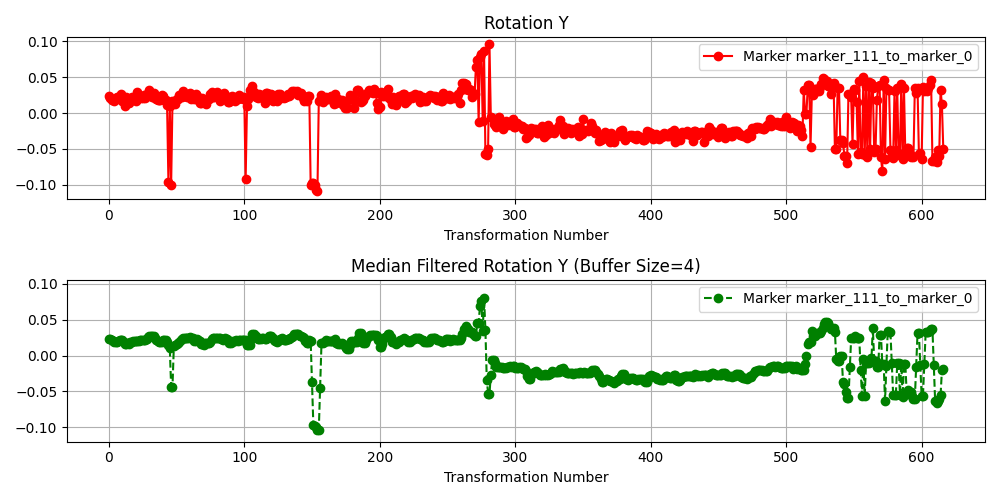 Rotation Y
0.10
0.05
0.00
−0.05
−0.10
Marker marker_111_to_marker_0
0 100 200 300 400 500 600
Transformation Number
Median Filtered Rotation Y (Buffer Size=4)
0.10
0.05
0.00
−0.05
−0.10
Marker marker_111_to_marker_0
0 100 200 300 400 500 600
Transformation Number